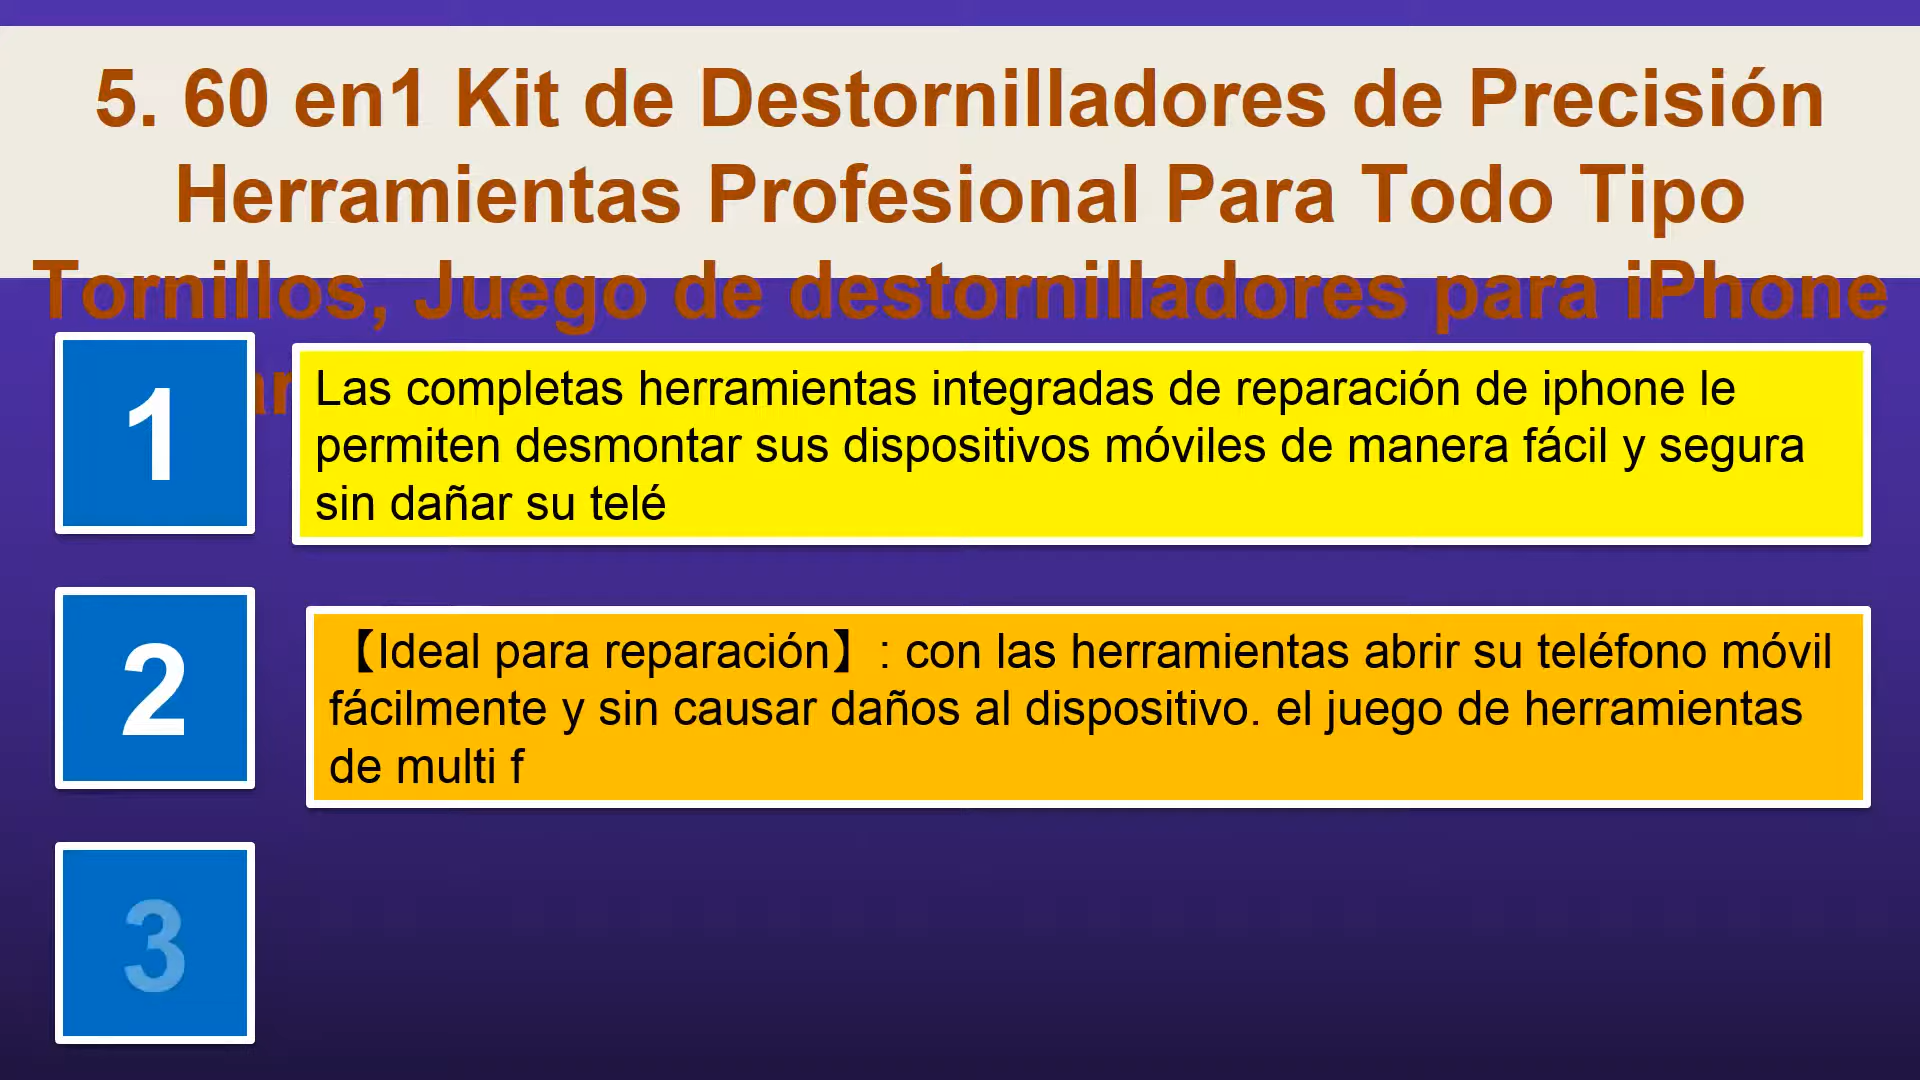 5. 60 en1 Kit de Destornilladores de Precisión
Herramientas Profesional Para Todo Tipo
Tornillos, Juego de destornilladores para iPhone
1
Las completas herramientas integradas de reparación de iphone le
permiten desmontar sus dispositivos móviles de manera fácil y segura
sin dañar su telé
2
【Ideal para reparación】 : con las herramientas abrir su teléfono móvil
fácilmente y sin causar daños al dispositivo. el juego de herramientas
de multi f
3